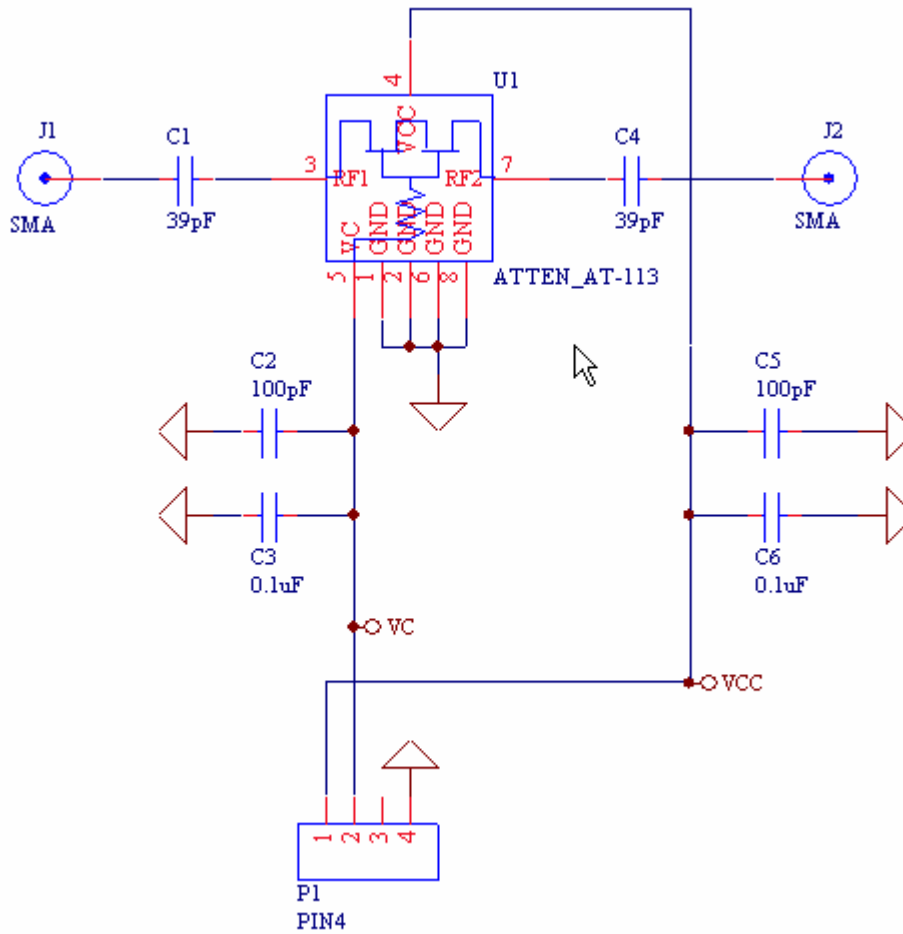 4
U1
J1
C1
C4
J2
VCC
3
RF1
RF2
7
SMA
39pF
39pF
SMA
VC
GND
GND
GND
GND
5
1
2
6
8
ATTEN_AT-113
C2
100pF
C5
100pF
C3
0.1uF
C6
0.1uF
VC
VCC
1
2
3
4
P1
PIN4